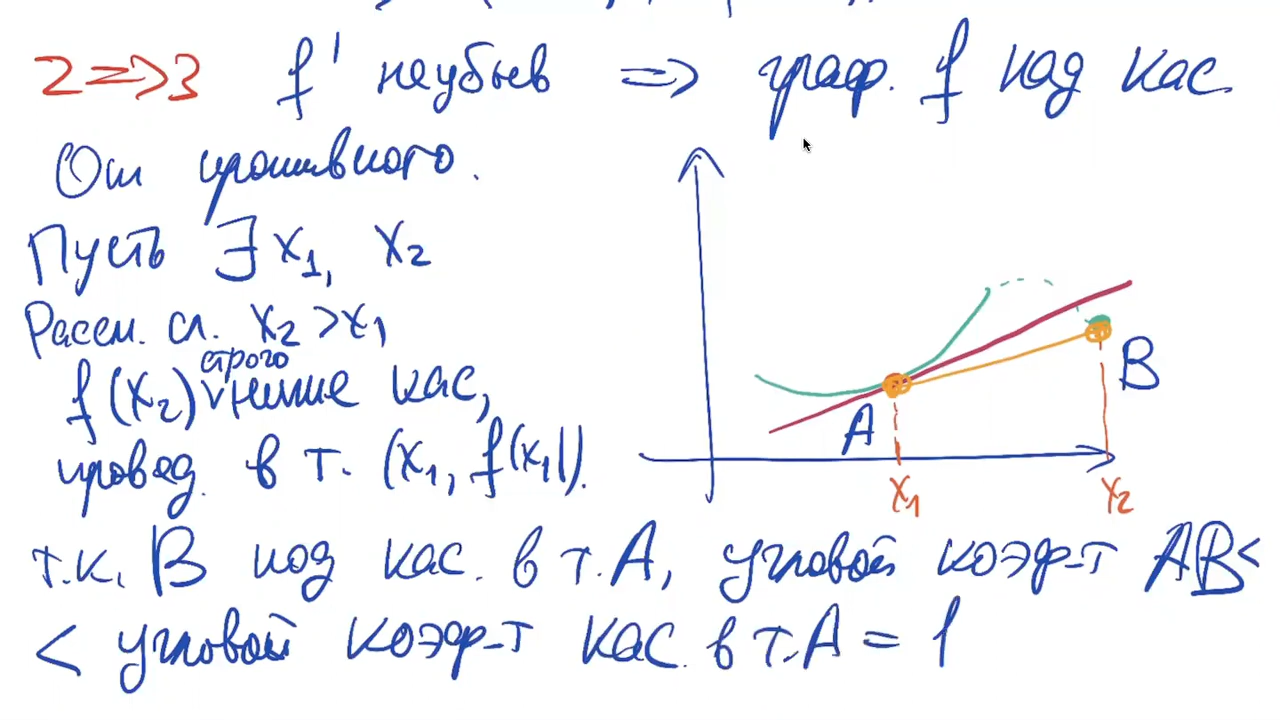 2=>3 f' неубыв => граф. f над кас.
От противного.
Пусть ∃ x₁, x₂
Рассм. сл. x₂ > x₁
строго
f(x₂) ниже кас,
провед. в т. (x₁, f(x₁)).
A
B
x₁
x₂
т.к. B под кас. в т. A, угловой коэф-т AB <
< угловой коэф-т кас. в т. A = f